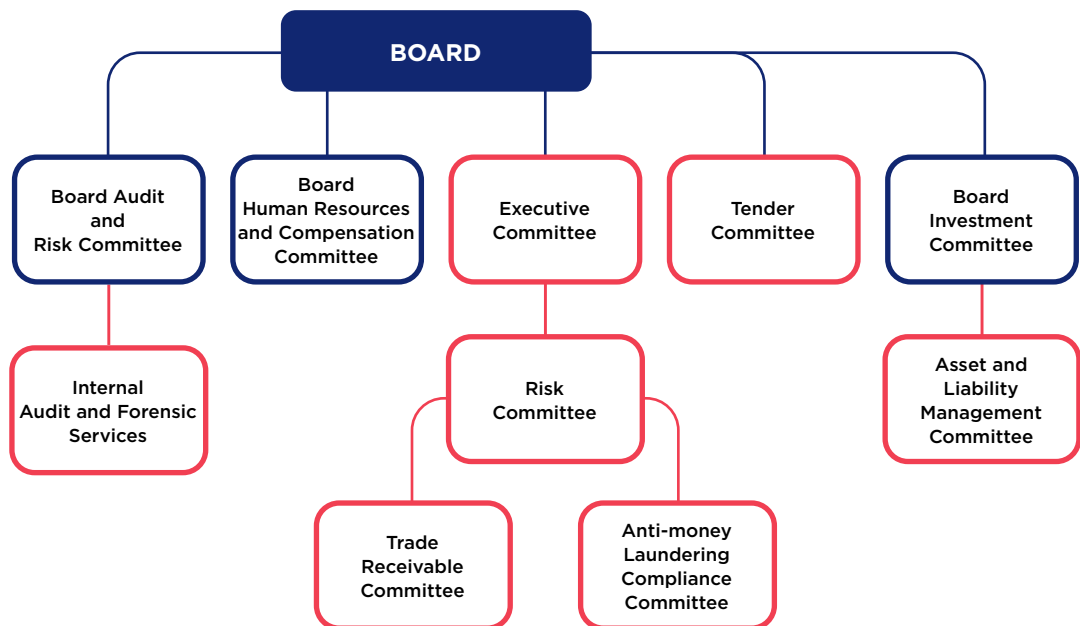 BOARD
Board Audit
and
Risk Committee
Board
Human Resources
and Compensation
Committee
Executive
Committee
Tender
Committee
Board
Investment
Committee
Internal
Audit and Forensic
Services
Risk
Committee
Asset and
Liability
Management
Committee
Trade
Receivable
Committee
Anti-money
Laundering
Compliance
Committee